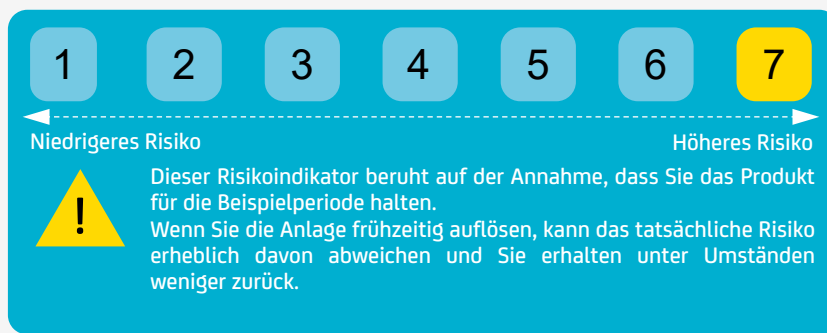 1 2 3 4 5 6 7
Niedrigeres Risiko Höheres Risiko
Dieser Risikoindikator beruht auf der Annahme, dass Sie das Produkt
für die Beispielperiode halten.
!
Wenn Sie die Anlage frühzeitig auflösen, kann das tatsächliche Risiko
erheblich davon abweichen und Sie erhalten unter Umständen
weniger zurück.